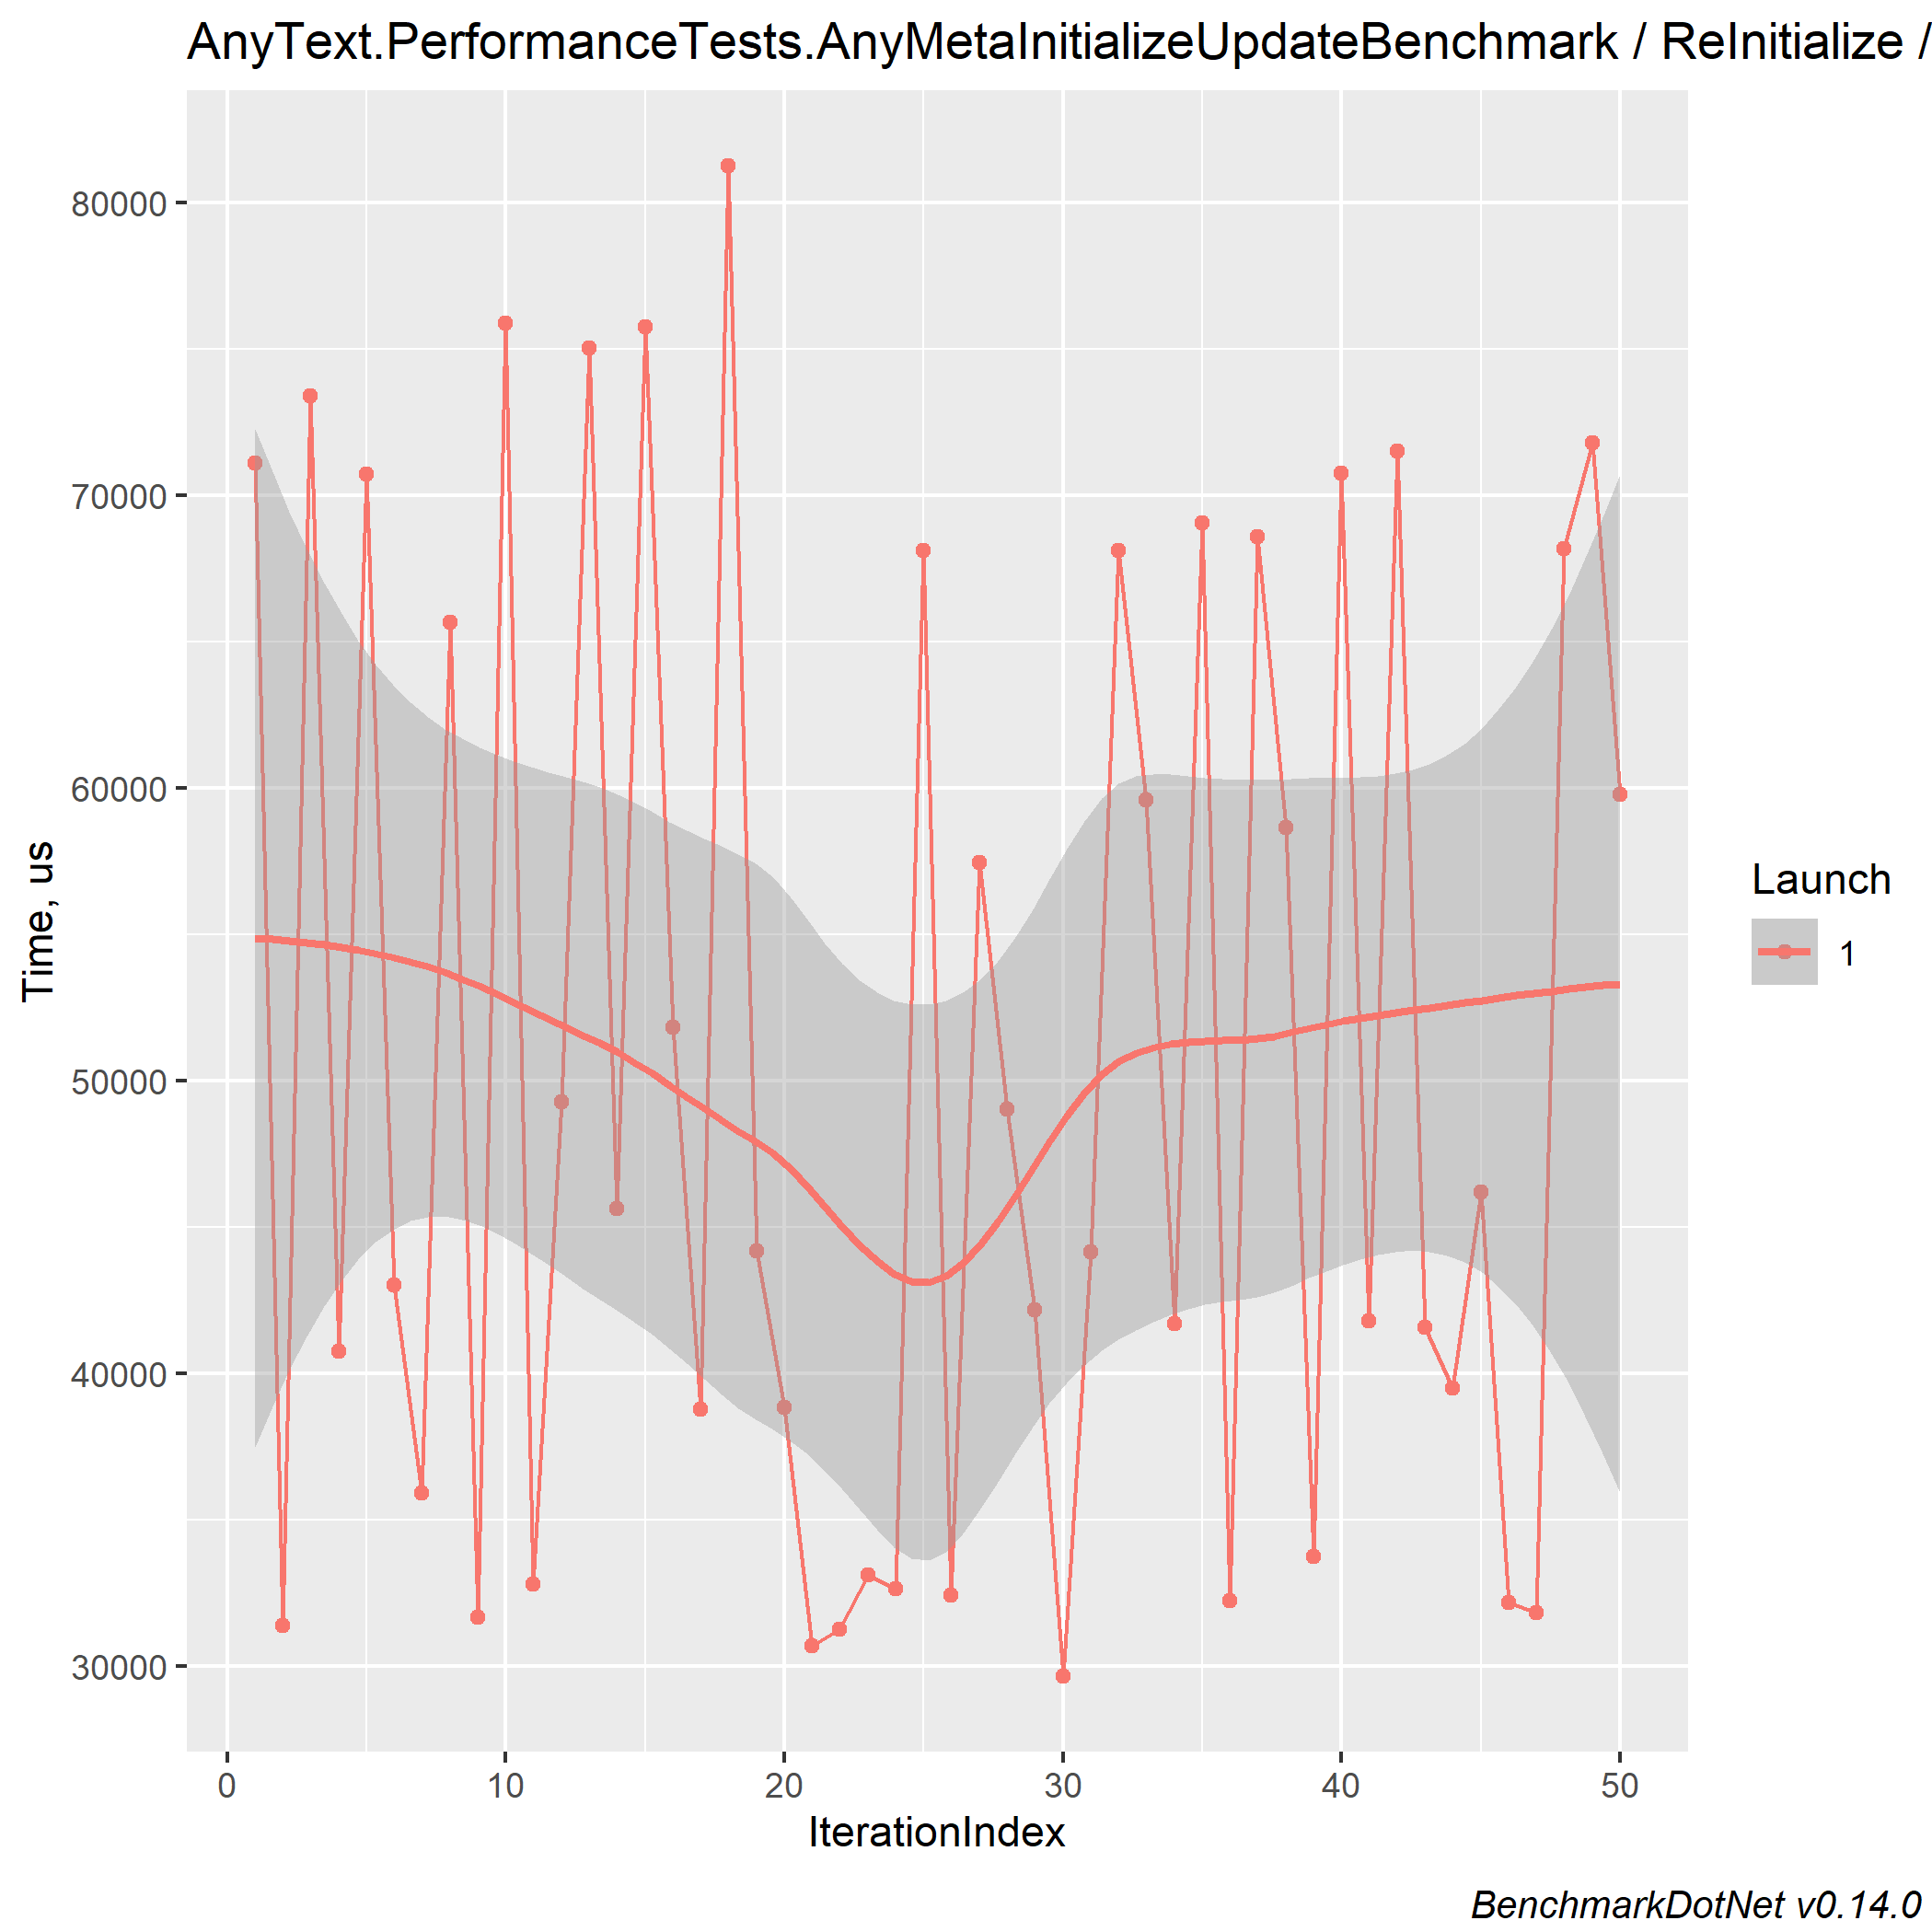 AnyText.PerformanceTests.AnyMetaInitializeUpdateBenchmark / ReInitialize /
80000
70000
60000
50000
40000
30000
Time, us
0 10 20 30 40 50
IterationIndex
Launch
1
BenchmarkDotNet v0.14.0